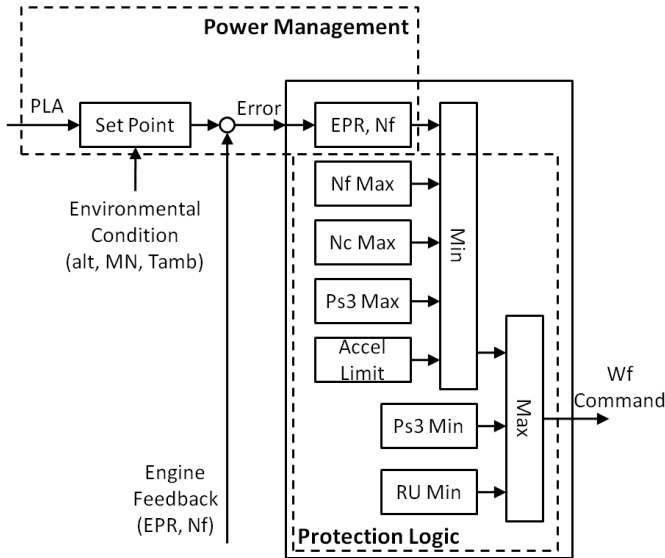 Power Management
PLA
Set Point
Error
EPR, Nf
Environmental
Condition
(alt, MN, Tamb)
Nf Max
Nc Max
Ps3 Max
Accel
Limit
Min
Ps3 Min
RU Min
Max
Wf
Command
Engine
Feedback
(EPR, Nf)
Protection Logic